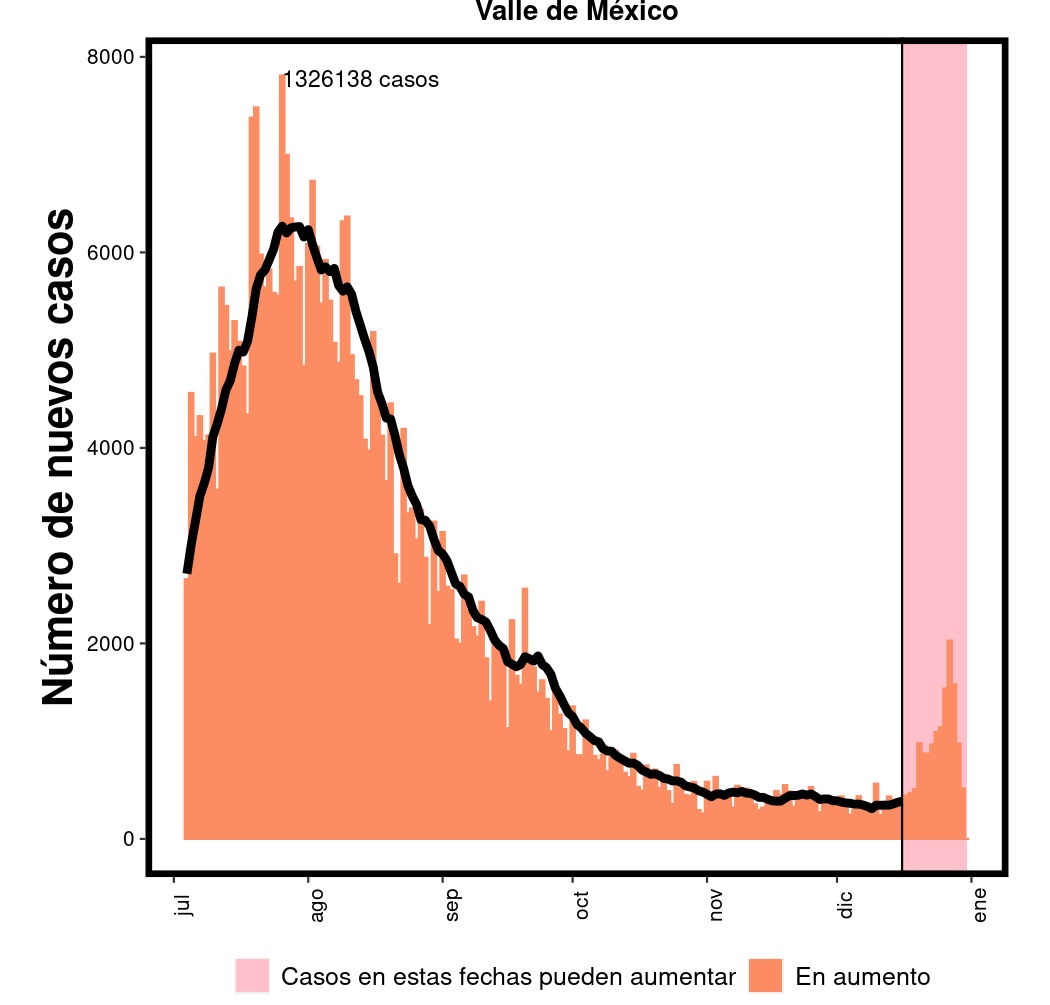 Valle de México
8000
1326138 casos
6000
4000
2000
0
Número de nuevos casos
jul
ago
sep
oct
nov
dic
ene
Casos en estas fechas pueden aumentar
En aumento